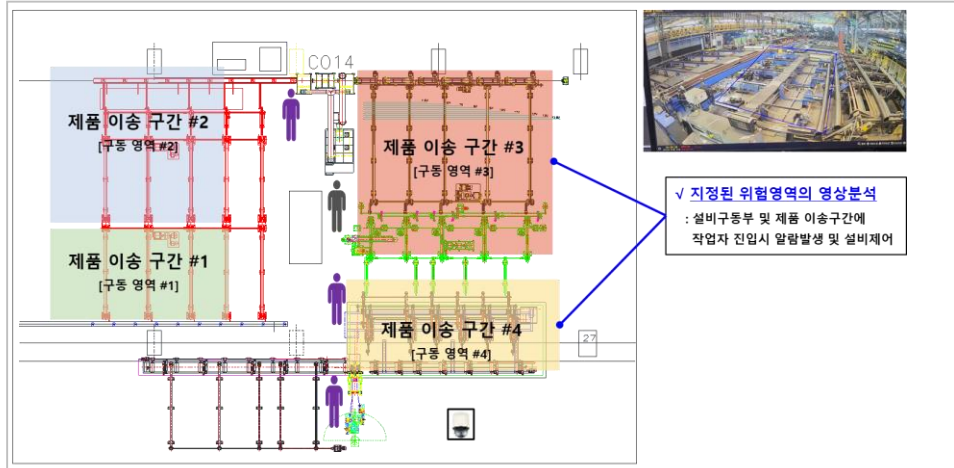 CO14
제품 이송 구간 #2
[구동 영역 #2]
제품 이송 구간 #3
[구동 영역 #3]
제품 이송 구간 #1
[구동 영역 #1]
제품 이송 구간 #4
[구동 영역 #4]
27
√ 지정된 위험영역의 영상분석
: 설비구동부 및 제품 이송구간에
작업자 진입시 알람발생 및 설비제어